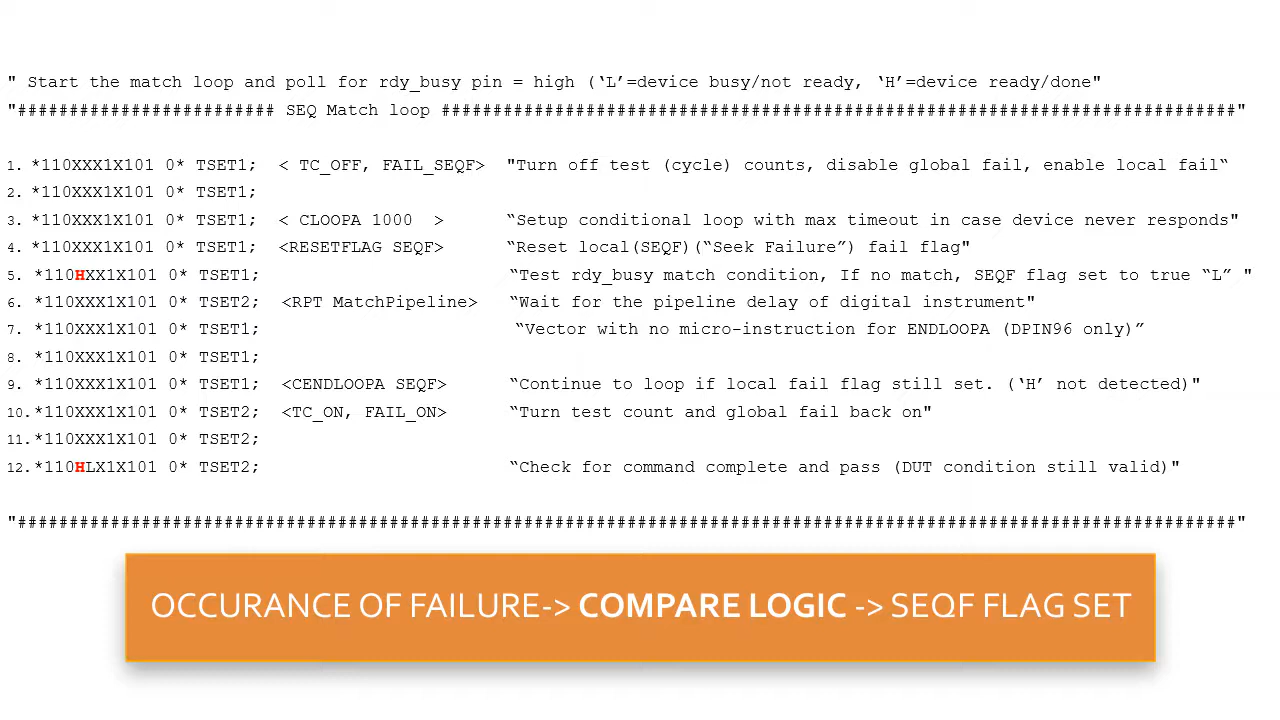 " Start the match loop and poll for rdy_busy pin = high (‘L’=device busy/not ready, ‘H’=device ready/done"
"######################### SEQ Match loop #############################################################################"
1. *110XXX1X101 0* TSET1; < TC_OFF, FAIL_SEQF> "Turn off test (cycle) counts, disable global fail, enable local fail“
2. *110XXX1X101 0* TSET1;
3. *110XXX1X101 0* TSET1; < CLOOPA 1000 > “Setup conditional loop with max timeout in case device never responds"
4. *110XXX1X101 0* TSET1; <RESETFLAG SEQF> “Reset local(SEQF)(“Seek Failure”) fail flag"
5. *110HXX1X101 0* TSET1; “Test rdy_busy match condition, If no match, SEQF flag set to true “L” "
6. *110XXX1X101 0* TSET2; <RPT MatchPipeline> “Wait for the pipeline delay of digital instrument"
7. *110XXX1X101 0* TSET1; “Vector with no micro-instruction for ENDLOOPA (DPIN96 only)”
8. *110XXX1X101 0* TSET1;
9. *110XXX1X101 0* TSET1; <CENDLOOPA SEQF> “Continue to loop if local fail flag still set. (‘H’ not detected)"
10. *110XXX1X101 0* TSET2; <TC_ON, FAIL_ON> “Turn test count and global fail back on"
11. *110XXX1X101 0* TSET2;
12. *110HLX1X101 0* TSET2; “Check for command complete and pass (DUT condition still valid)"
"######################################################################################################################"
OCCURANCE OF FAILURE-> COMPARE LOGIC -> SEQF FLAG SET